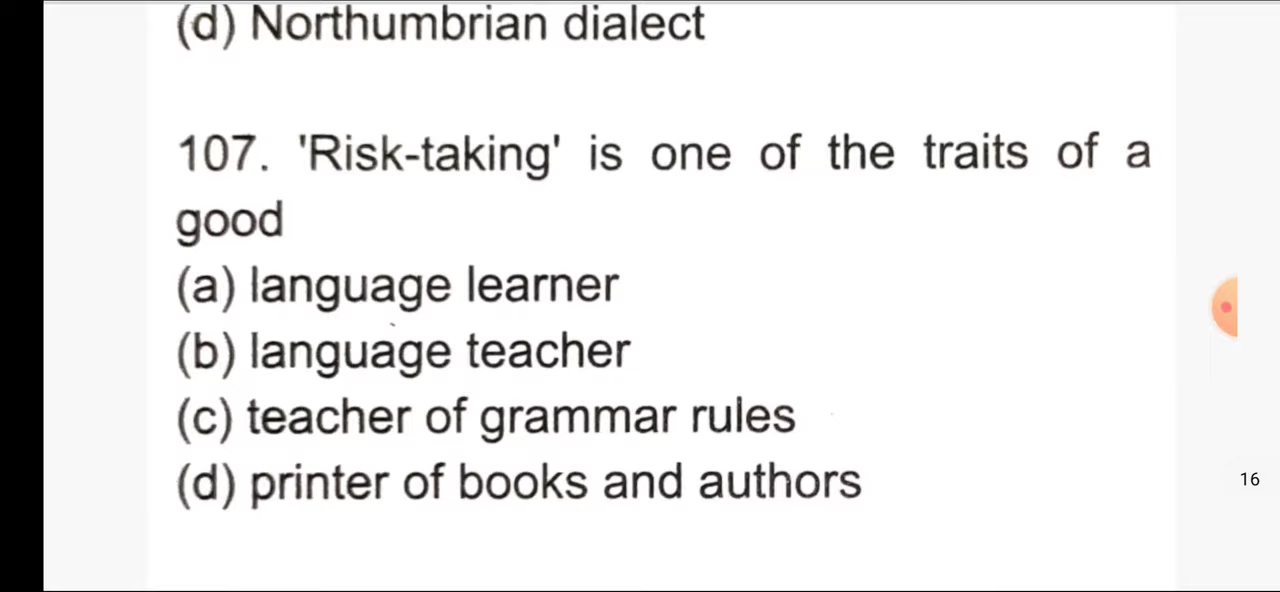 (d) Northumbrian dialect
107. 'Risk-taking' is one of the traits of a
good
(a) language learner
(b) language teacher
(c) teacher of grammar rules
(d) printer of books and authors
16